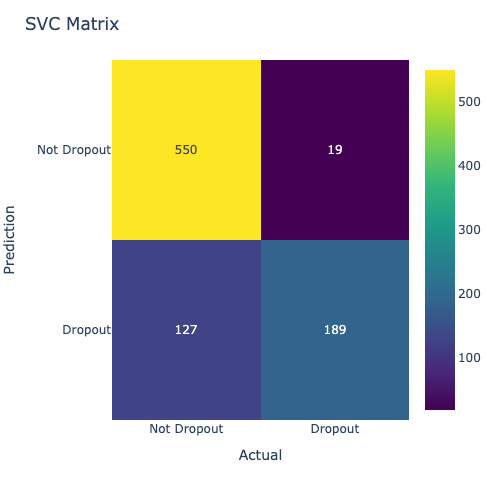 SVC Matrix
Not Dropout
550
19
500
400
300
200
100
Prediction
Dropout
127
189
Not Dropout
Dropout
Actual